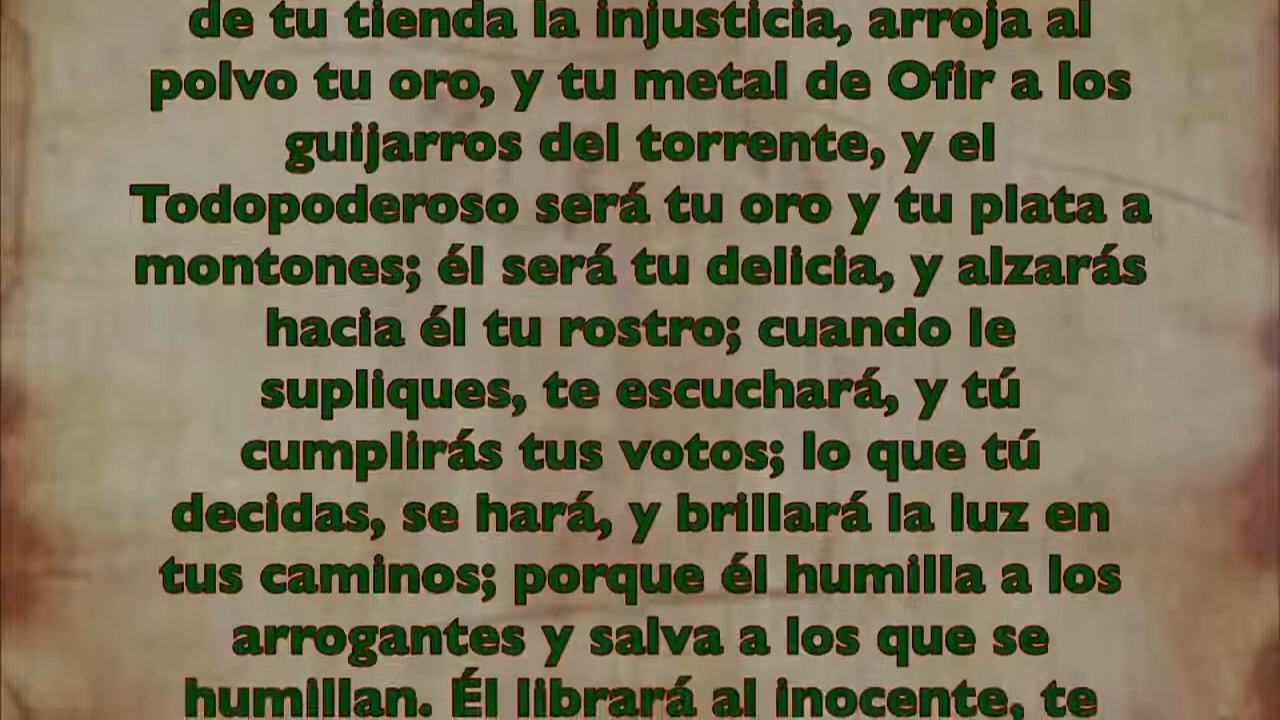 de tu tienda la injusticia, arroja al
polvo tu oro, y tu metal de Ofir a los
guijarros del torrente, y el
Todopoderoso será tu oro y tu plata a
montones; él será tu delicia, y alzarás
hacia él tu rostro; cuando le
supliques, te escuchará, y tú
cumplirás tus votos; lo que tú
decidas, se hará, y brillará la luz en
tus caminos; porque él humilla a los
arrogantes y salva a los que se
humillan. Él librará al inocente, te